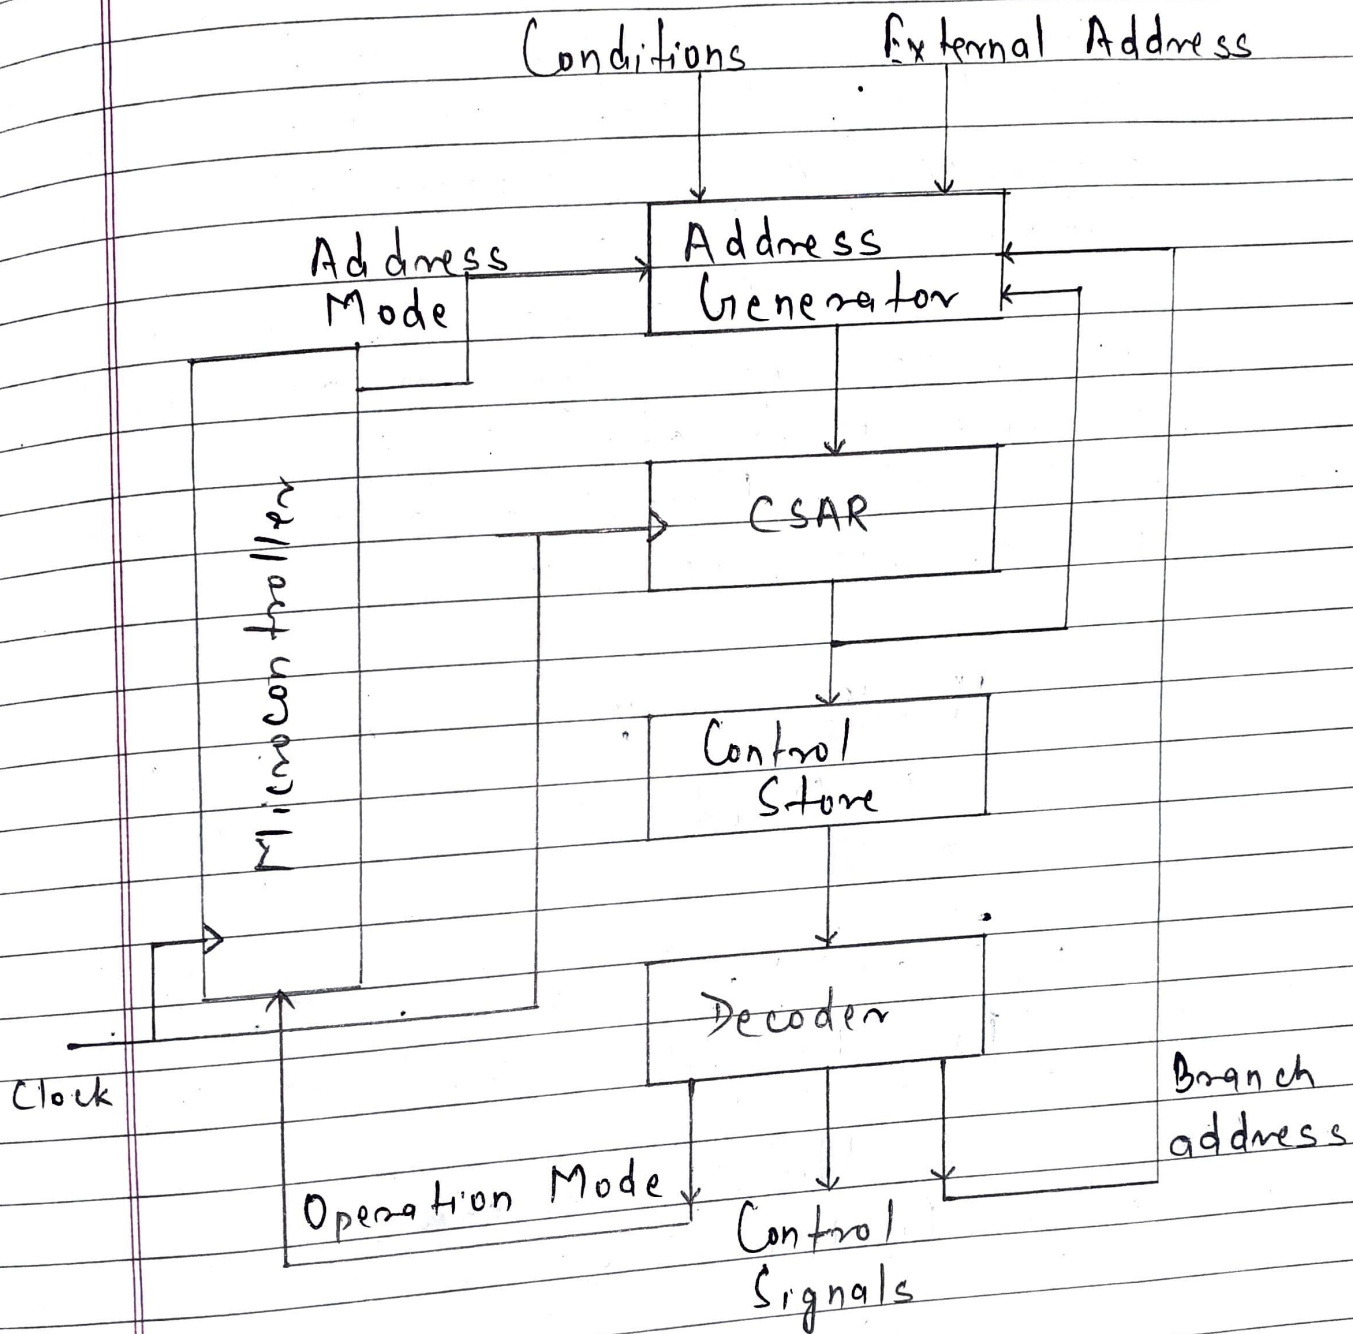 Conditions
External Address
Address
Mode
Address
Generator
CSAR
Microcontroller
Control
Store
Decoder
Clock
Branch
address
Operation Mode
Control
Signals